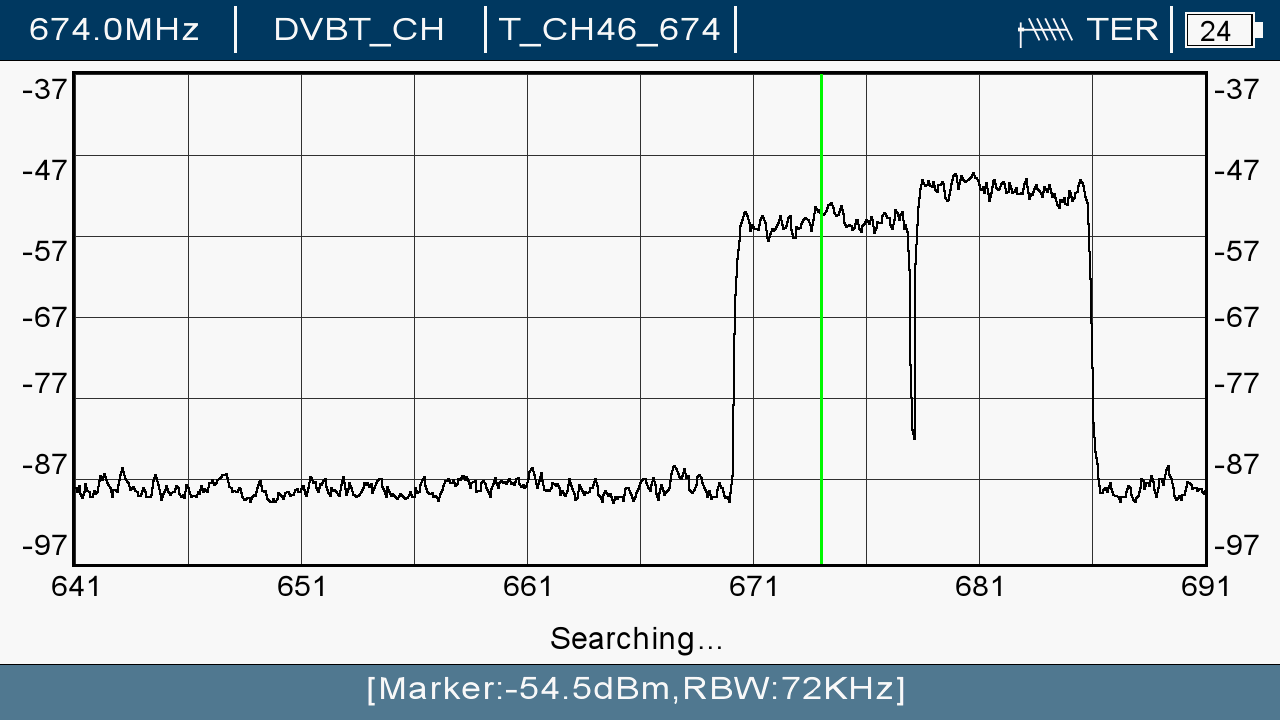 674.0MHz DVBT_CH T_CH46_674 TER 24
-37 -37
-47 -47
-57 -57
-67 -67
-77 -77
-87 -87
-97 -97
641 651 661 671 681 691
Searching...
[Marker:-54.5dBm,RBW:72KHz]